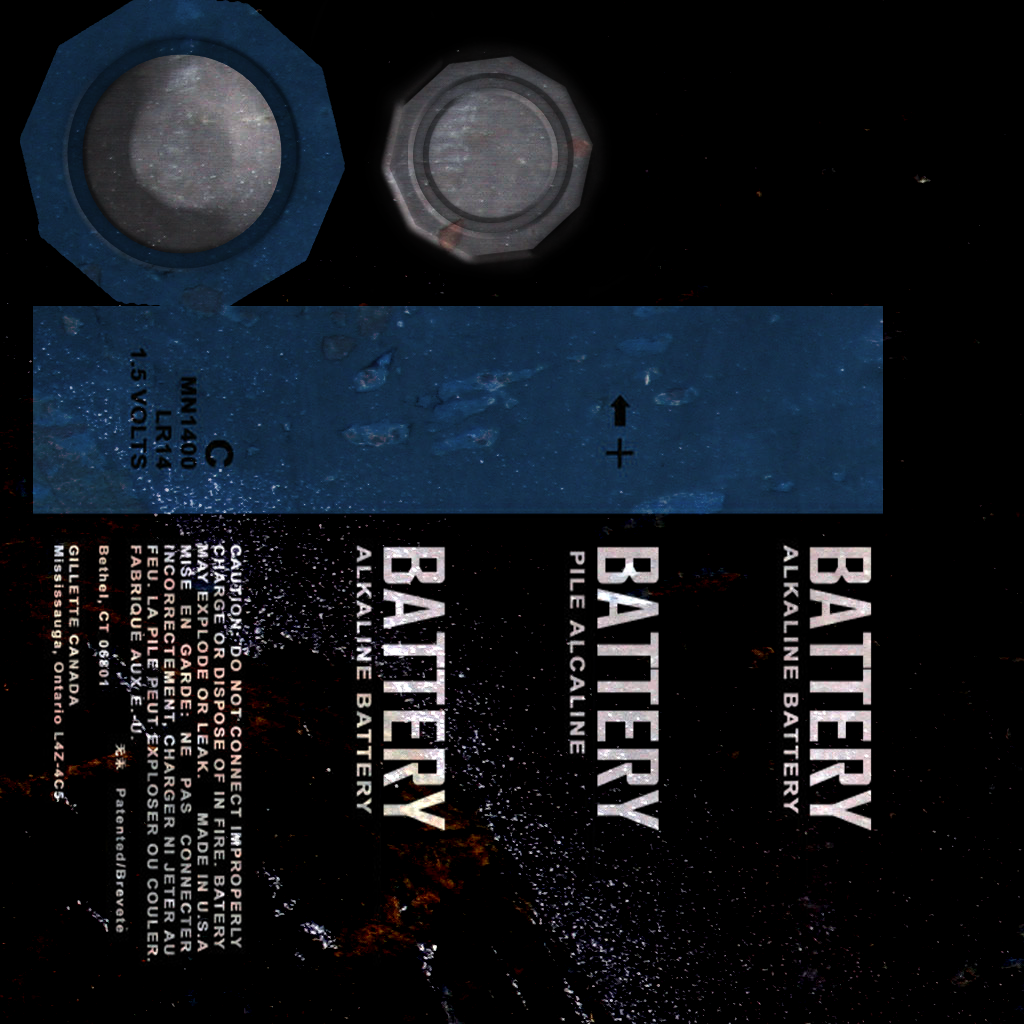 C
MN1400
LR14
1.5 VOLTS
+
BATTERY
ALKALINE BATTERY
BATTERY
PILE ALCALINE
BATTERY
ALKALINE BATTERY
CAUTION: DO NOT CONNECT IMPROPERLY
CHARGE OR DISPOSE OF IN FIRE. BATERY
MAY EXPLODE OR LEAK. MADE IN U.S.A
MISE EN GARDE: NE PAS CONNECTER
INCORRECTEMENT, CHARGER NI JETER AU
FEU. LA PILE PEUT EXPLOSER OU COULER.
FABRIQUE AUX E.-U
Patented/Brevete
Bethel, CT 06801
GILLETTE CANADA
Mississauga, Ontario L4Z-4C5